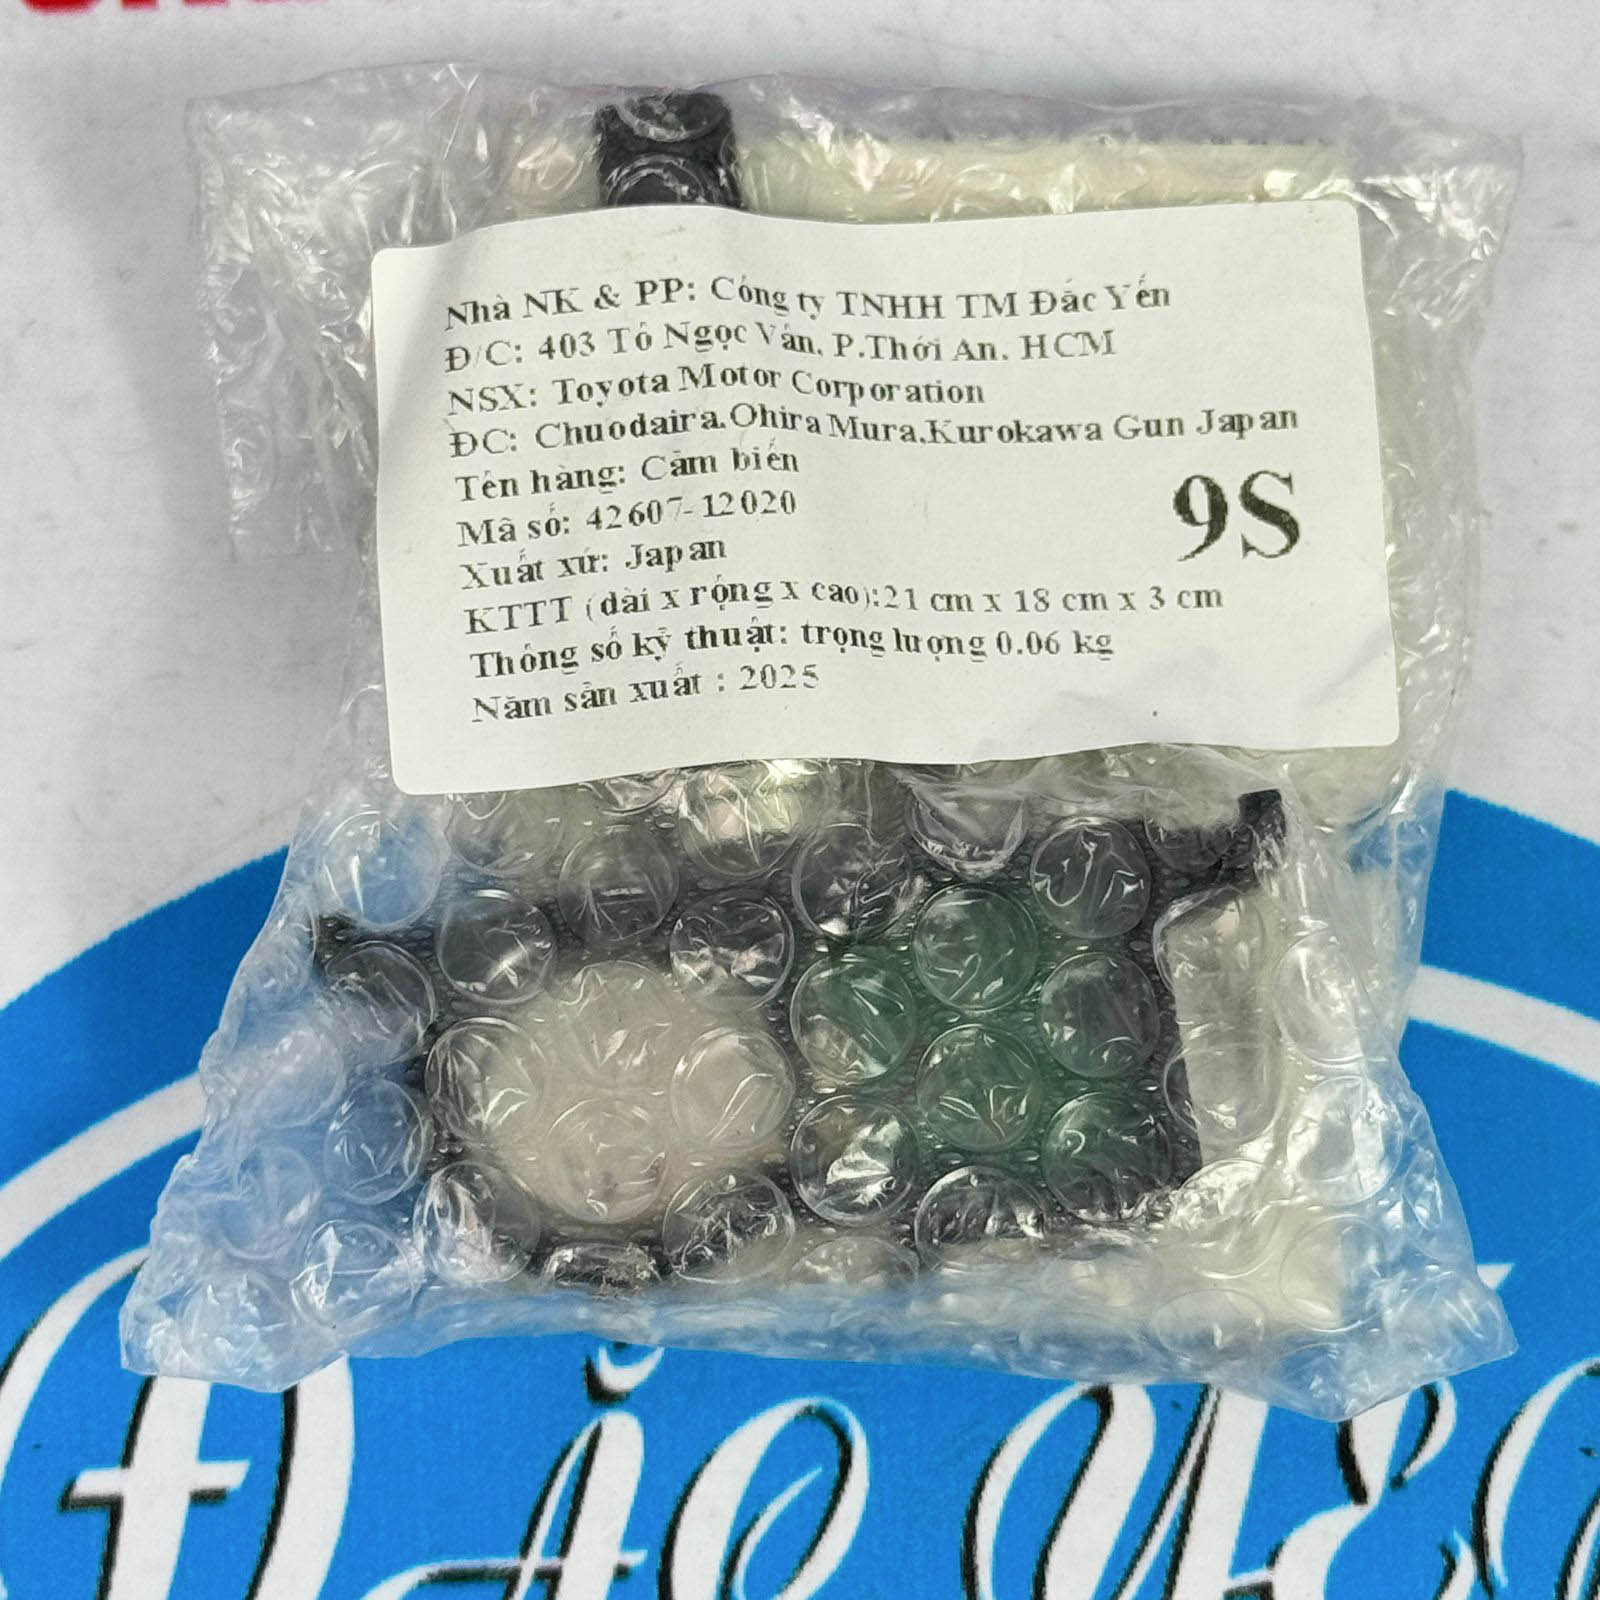 Nhà NK & PP: Công ty TNHH TM Đắc Yến
Đ/C: 403 Tô Ngọc Vân, P.Thới An, HCM
NSX: Toyota Motor Corporation
ĐC: Chuodaira,Ohira Mura,Kurokawa Gun Japan
Tên hàng: Cảm biến
Mã số: 42607-12020
9S
Xuất xứ: Japan
KTTT (dài x rộng x cao):21 cm x 18 cm x 3 cm
Thông số kỹ thuật: trọng lượng 0.06 kg
Năm sản xuất : 2025
ĐẮC YẾ